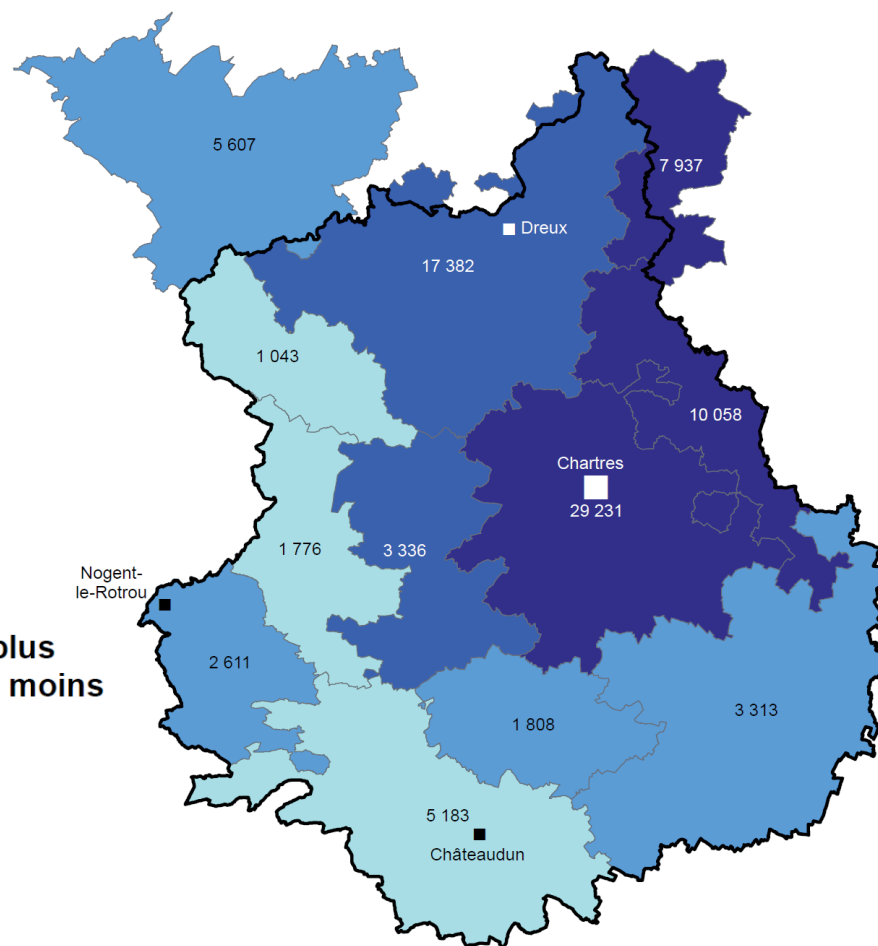 5 607
7 937
Dreux
17 382
1 043
10 058
Chartres
29 231
1 776
3 336
Nogent-
le-Rotrou
plus
moins
2 611
1 808
3 313
5 183
Châteaudun